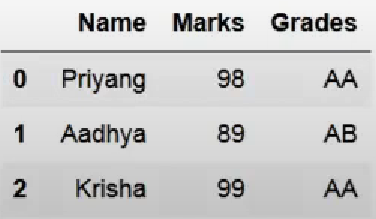 Name Marks Grades
0 Priyang 98 AA
1 Aadhya 89 AB
2 Krisha 99 AA